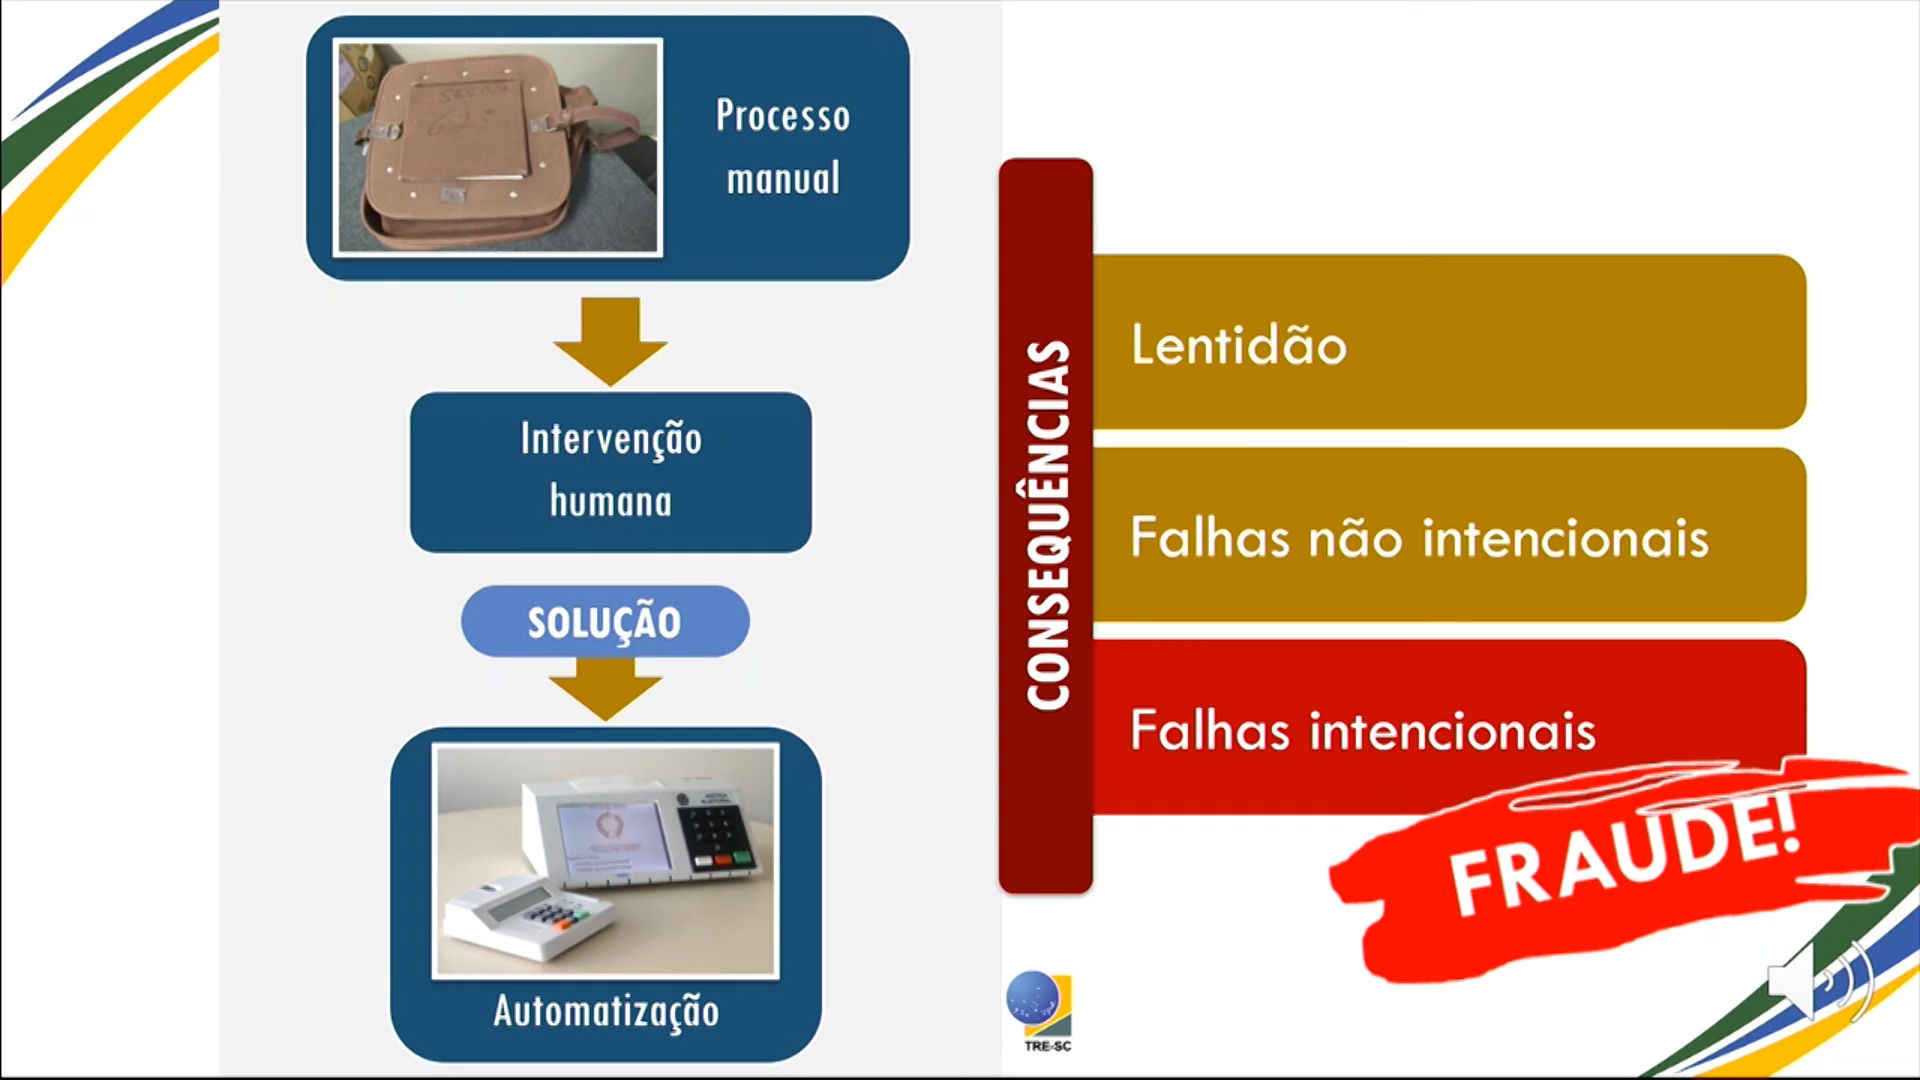 Processo
manual
Intervenção
humana
SOLUÇÃO
Automatização
CONSEQUÊNCIAS
Lentidão
Falhas não intencionais
Falhas intencionais
FRAUDE!
TRE-SC